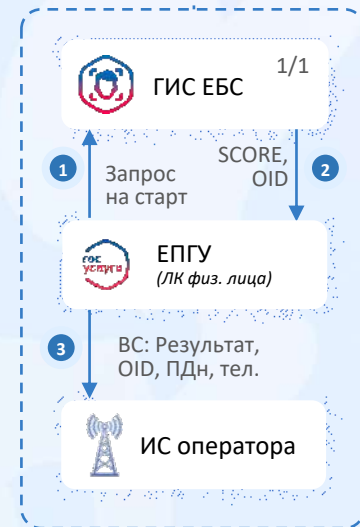 1/1
ГИС ЕБС
1
Запрос
на старт
SCORE,
OID
2
гос
услуги
ЕПГУ
(ЛК физ. лица)
3
ВС: Результат,
OID, ПДн, тел.
ИС оператора